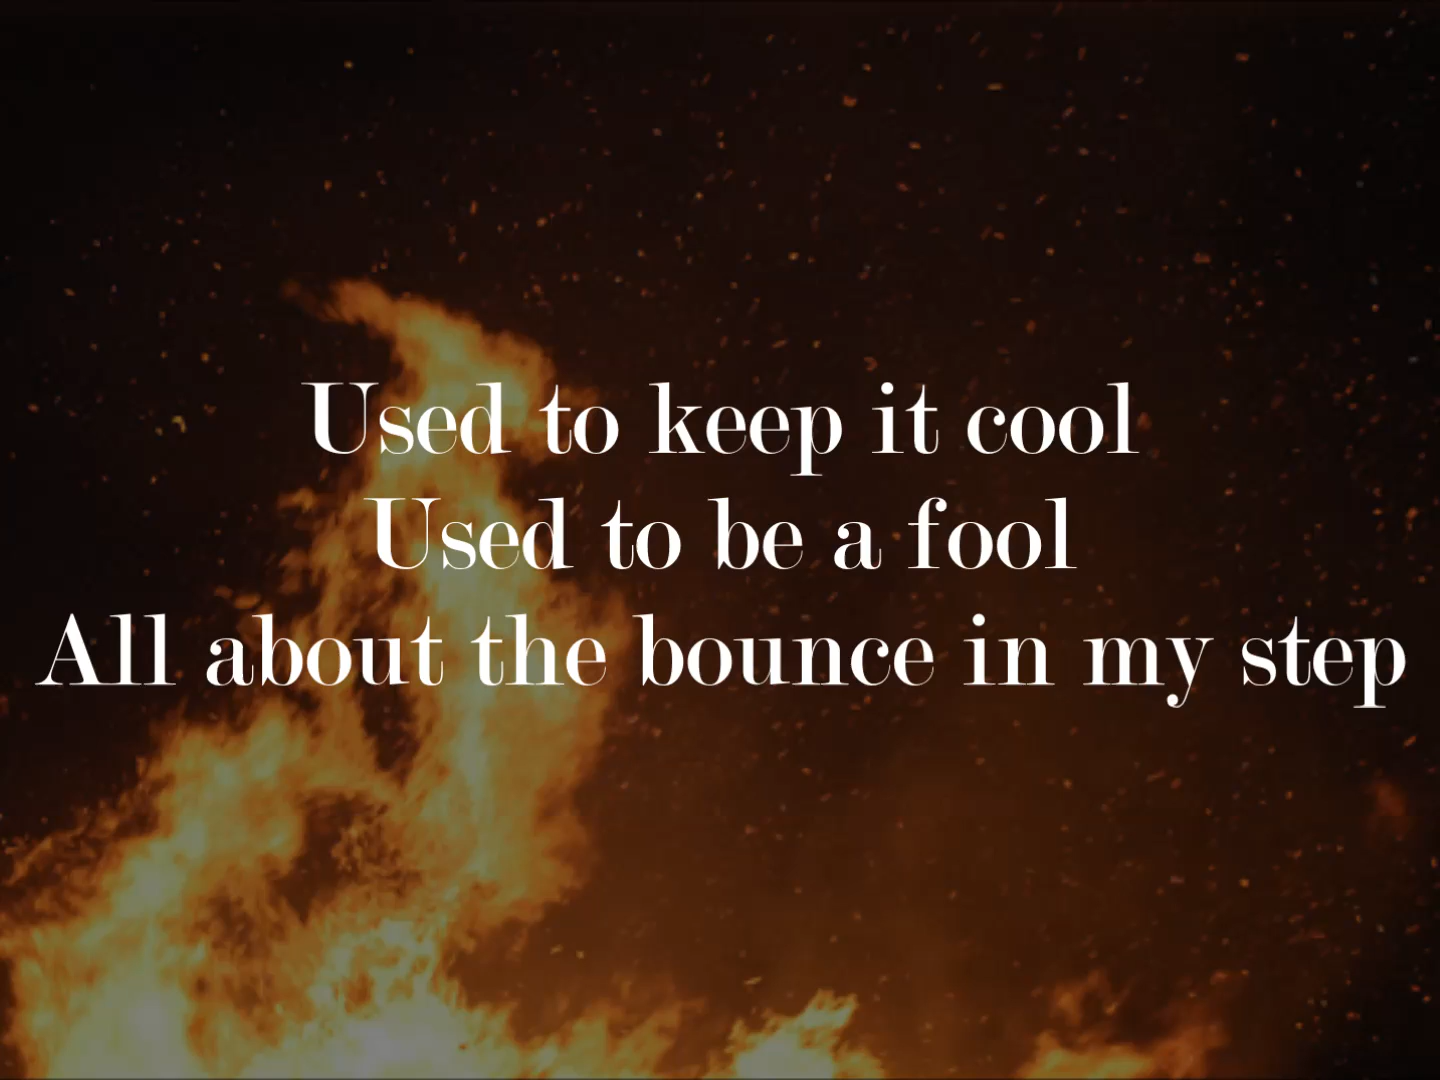 Used to keep it cool
Used to be a fool
All about the bounce in my step